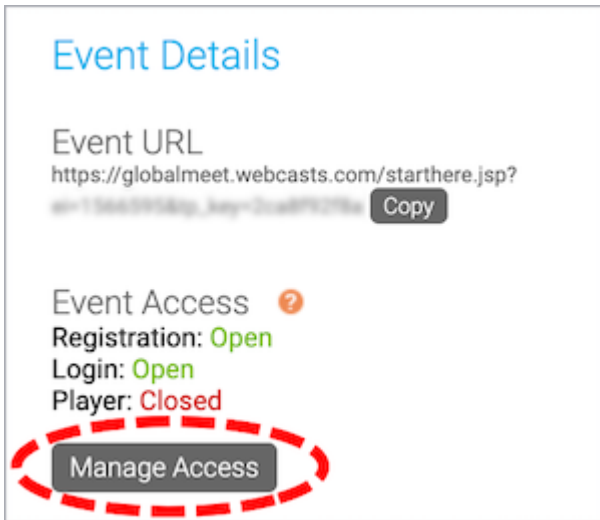 Event Details
Event URL
https://globalmeet.webcasts.com/starthere.jsp?
Copy
Event Access ?
Registration: Open
Login: Open
Player: Closed
Manage Access